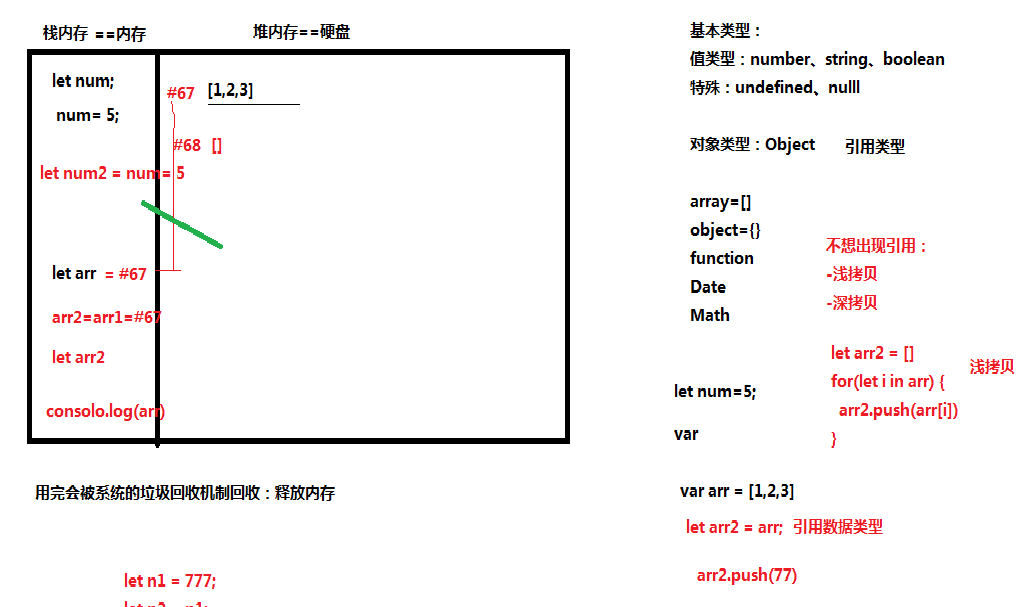 栈内存 ==内存
堆内存==硬盘
let num;
num= 5;
#67 [1,2,3]
#68 []
let num2 = num= 5
let arr = #67
arr2=arr1=#67
let arr2
consolo.log(arr)
用完会被系统的垃圾回收机制回收：释放内存
let n1 = 777;
基本类型：
值类型：number、string、boolean
特殊：undefined、nulll
对象类型：Object 引用类型
array=[]
object={}
function
Date
Math
不想出现引用：
-浅拷贝
-深拷贝
let arr2 = []
for(let i in arr) {
arr2.push(arr[i])
}
浅拷贝
let num=5;
var
var arr = [1,2,3]
let arr2 = arr; 引用数据类型
arr2.push(77)